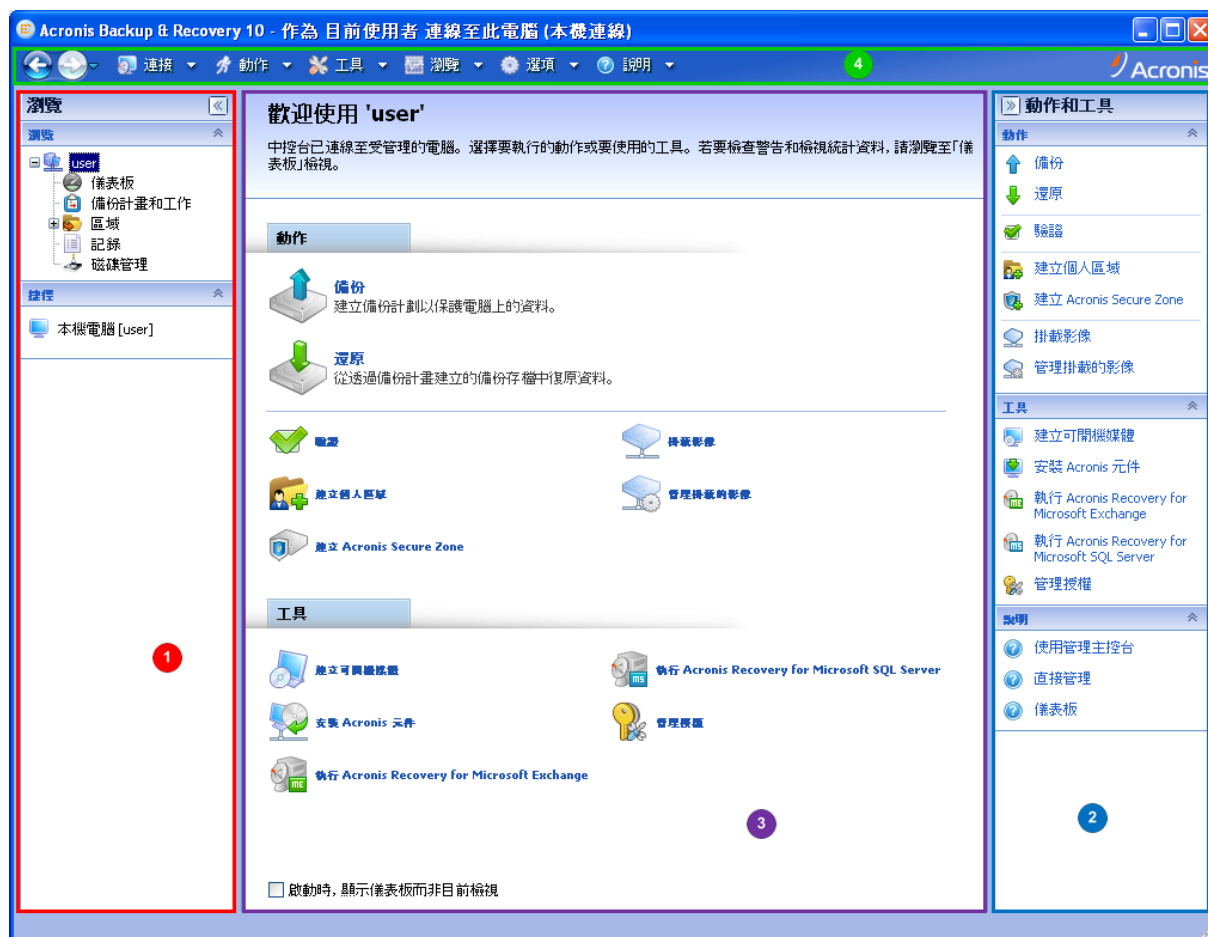 Acronis Backup & Recovery 10 - 作為 目前使用者 連線至此電腦 (本機連線)
連接 動作 工具 瀏覽 選項 說明 4 Acronis
瀏覽
瀏覽
user
儀表板
備份計畫和工作
區域
記錄
磁碟管理
捷徑
本機電腦 [user]
1
歡迎使用 'user'
中控台已連線至受管理的電腦。選擇要執行的動作或要使用的工具。若要檢查警告和檢視統計資料, 請瀏覽至「儀
表板」檢視。
動作
備份
建立備份計劃以保護電腦上的資料。
還原
從透過備份計畫建立的備份存檔中復原資料。
驗證
掛載影像
建立個人區域
管理掛載的影像
建立 Acronis Secure Zone
工具
建立可開機媒體
執行 Acronis Recovery for Microsoft SQL Server
安裝 Acronis 元件
管理授權
執行 Acronis Recovery for Microsoft Exchange
3
啟動時, 顯示儀表板而非目前檢視
動作和工具
動作
備份
還原
驗證
建立個人區域
建立 Acronis Secure Zone
掛載影像
管理掛載的影像
工具
建立可開機媒體
安裝 Acronis 元件
執行 Acronis Recovery for
Microsoft Exchange
執行 Acronis Recovery for
Microsoft SQL Server
管理授權
說明
使用管理主控台
直接管理
儀表板
2